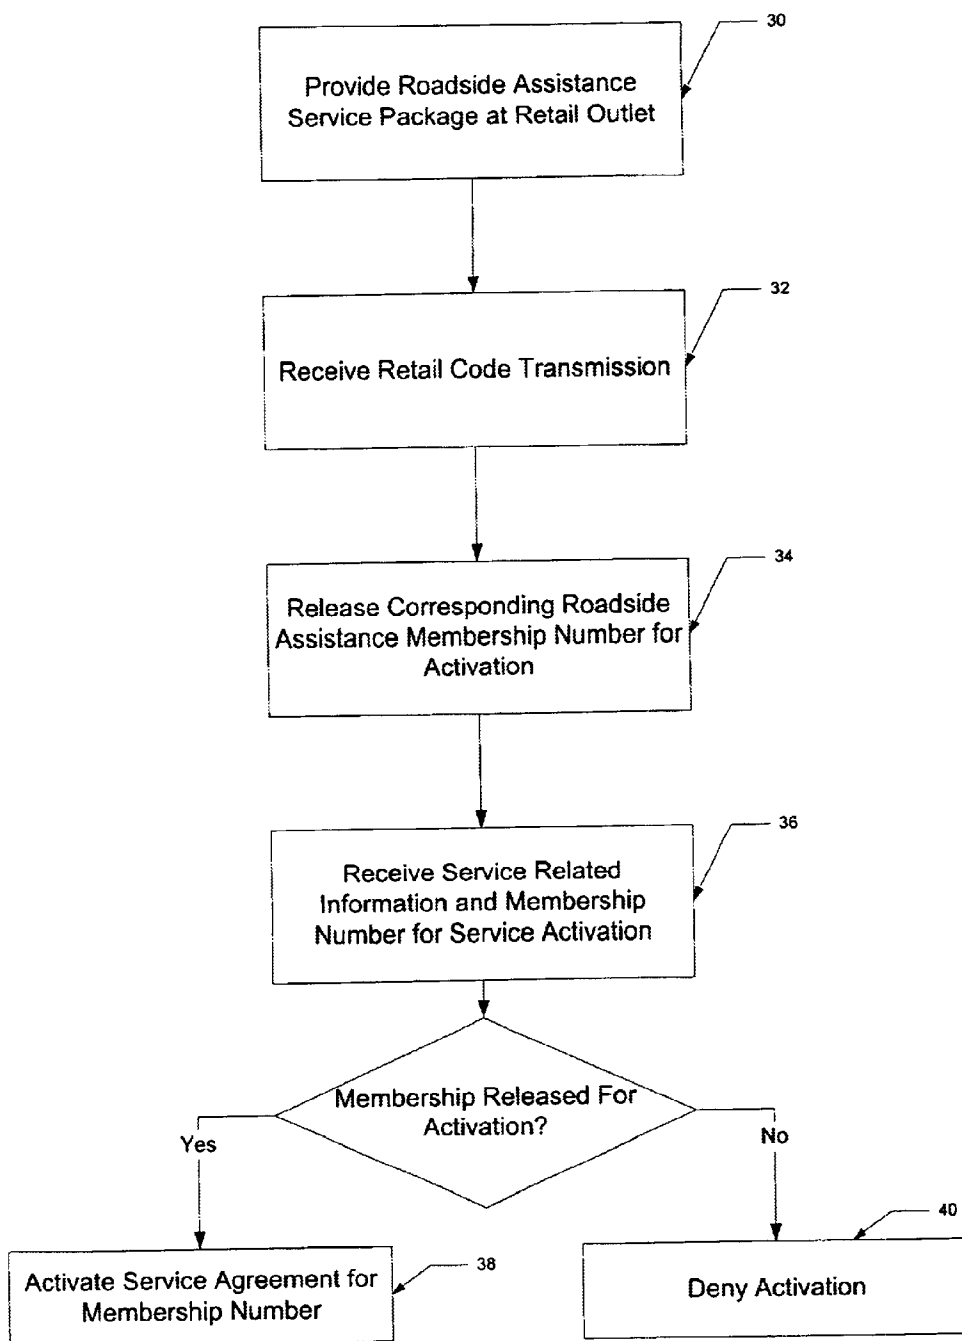 30
Provide Roadside Assistance
Service Package at Retail Outlet
32
Receive Retail Code Transmission
34
Release Corresponding Roadside
Assistance Membership Number for
Activation
36
Receive Service Related
Information and Membership
Number for Service Activation
Membership Released For
Activation?
Yes
No
40
38
Activate Service Agreement for
Membership Number
Deny Activation